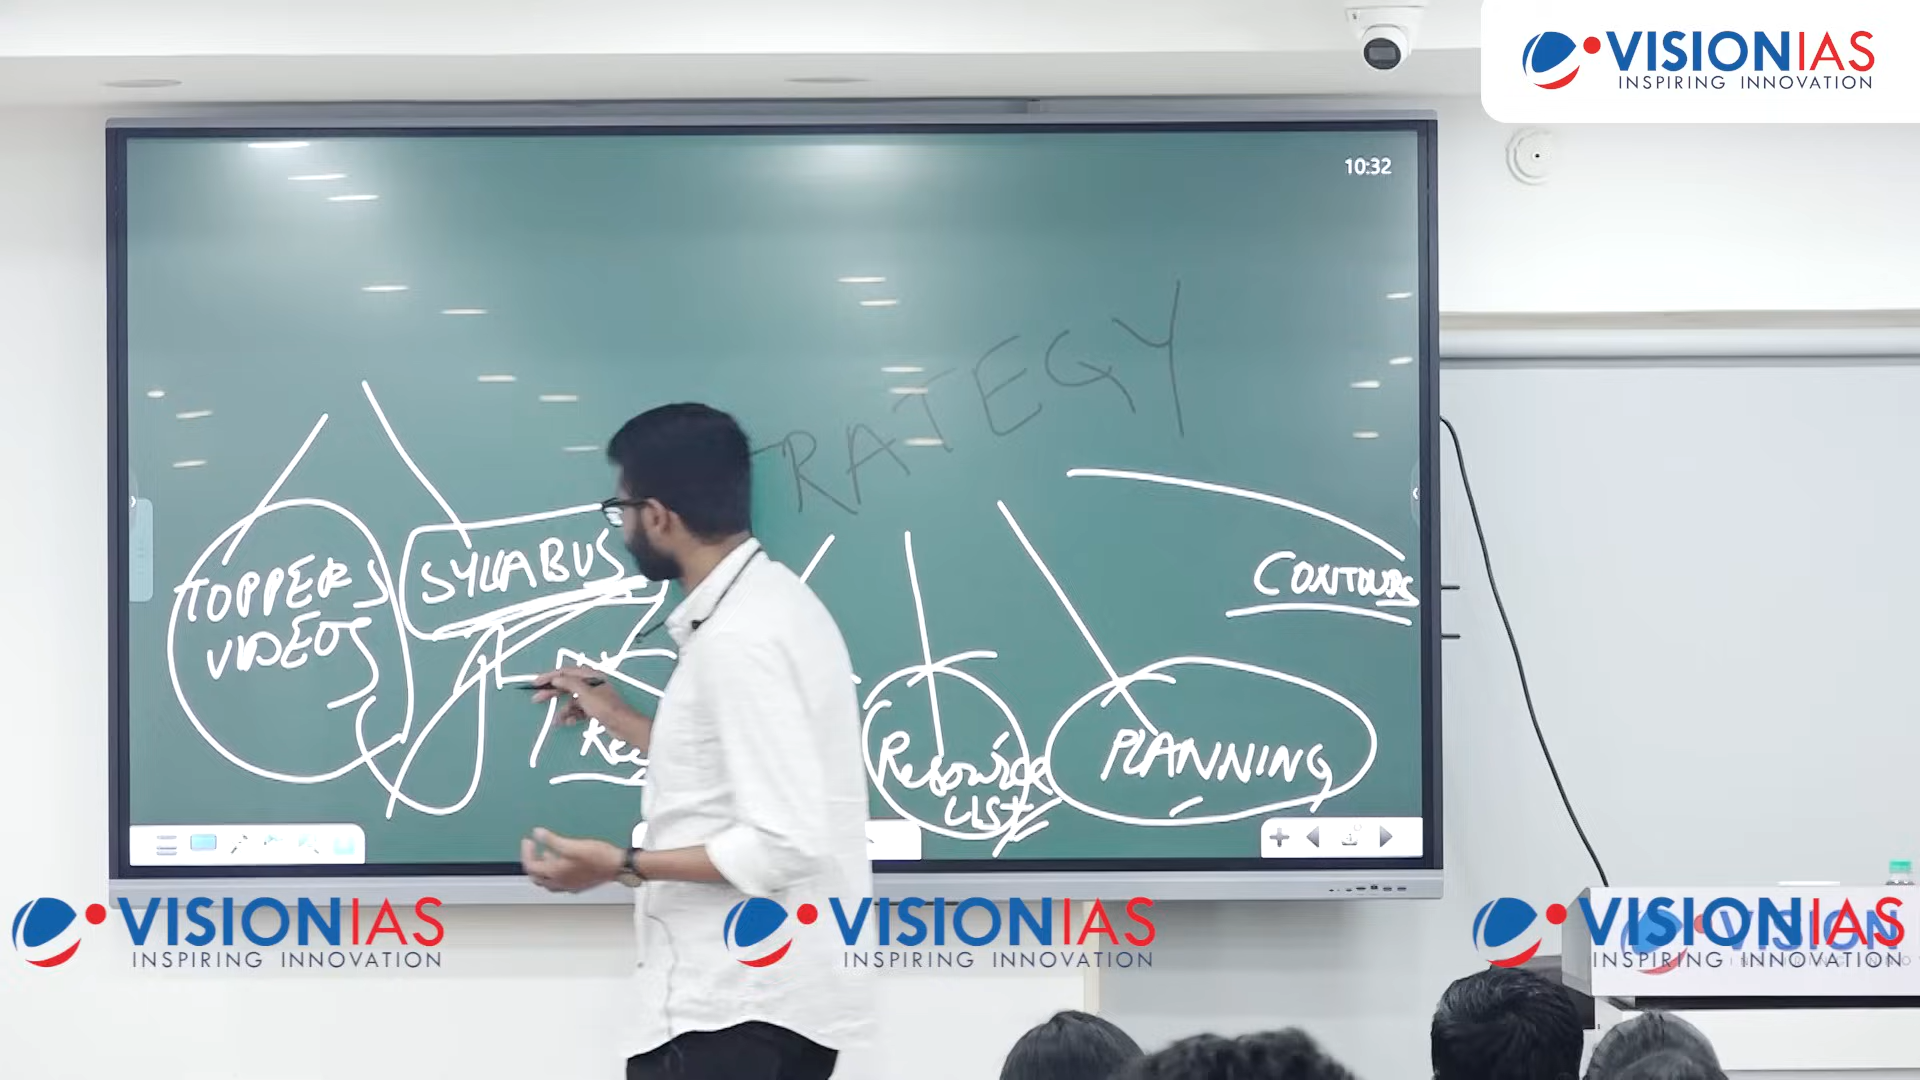 VISIONIAS
INSPIRING INNOVATION
10:32
RATEGY
TOPPERS
VIDEOS
SYLLABUS
CONTOURS
RESOURCE
LIST
PLANNING
VISIONIAS
INSPIRING INNOVATION
VISIONIAS
INSPIRING INNOVATION
VISIONIAS
INSPIRING INNOVATION